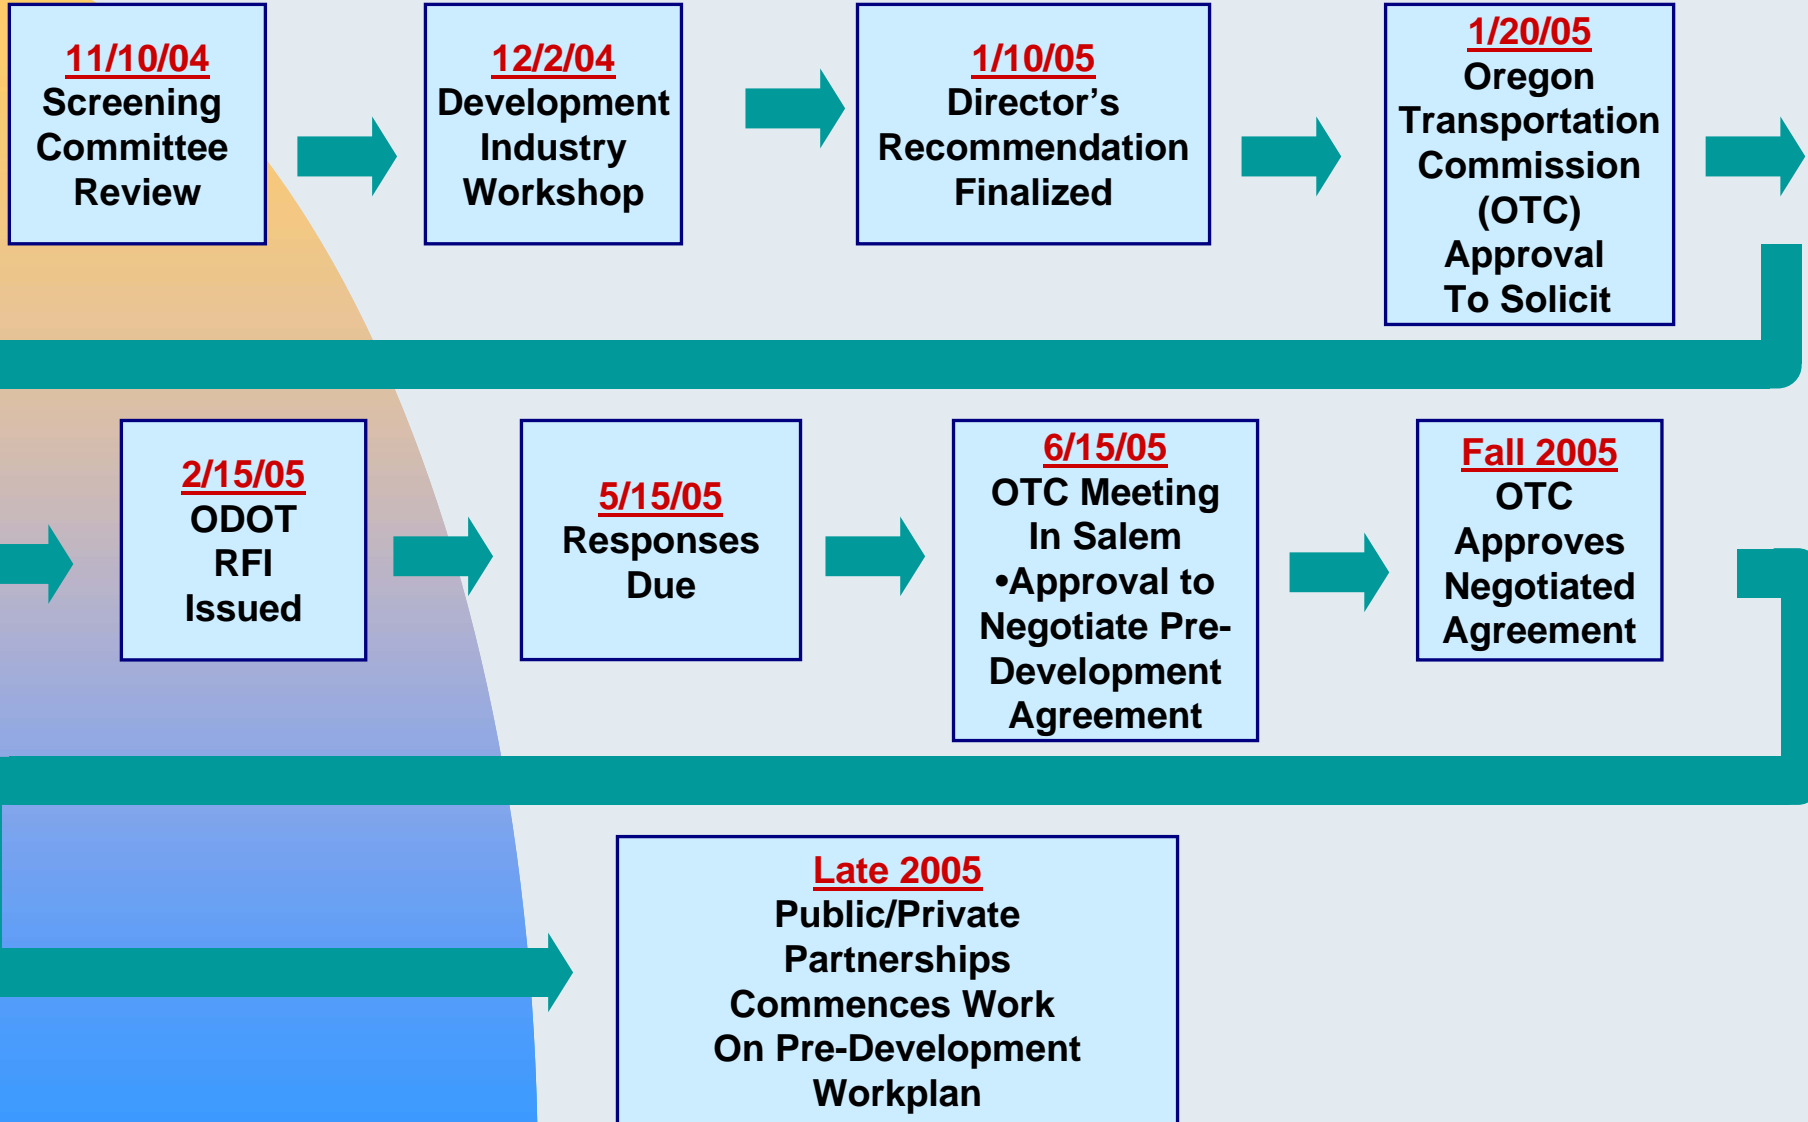 11/10/04
Screening
Committee
Review
12/2/04
Development
Industry
Workshop
1/10/05
Director’s
Recommendation
Finalized
1/20/05
Oregon
Transportation
Commission
(OTC)
Approval
To Solicit
2/15/05
ODOT
RFI
Issued
5/15/05
Responses
Due
6/15/05
OTC Meeting
In Salem
•Approval to
Negotiate Pre-
Development
Agreement
Fall 2005
OTC
Approves
Negotiated
Agreement
Late 2005
Public/Private
Partnerships
Commences Work
On Pre-Development
Workplan